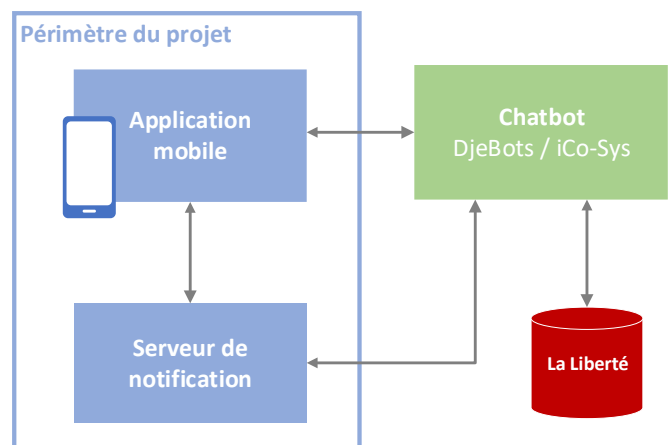 Périmètre du projet
Application
mobile
Chatbot
DjeBots / iCo-Sys
Serveur de
notification
La Liberté